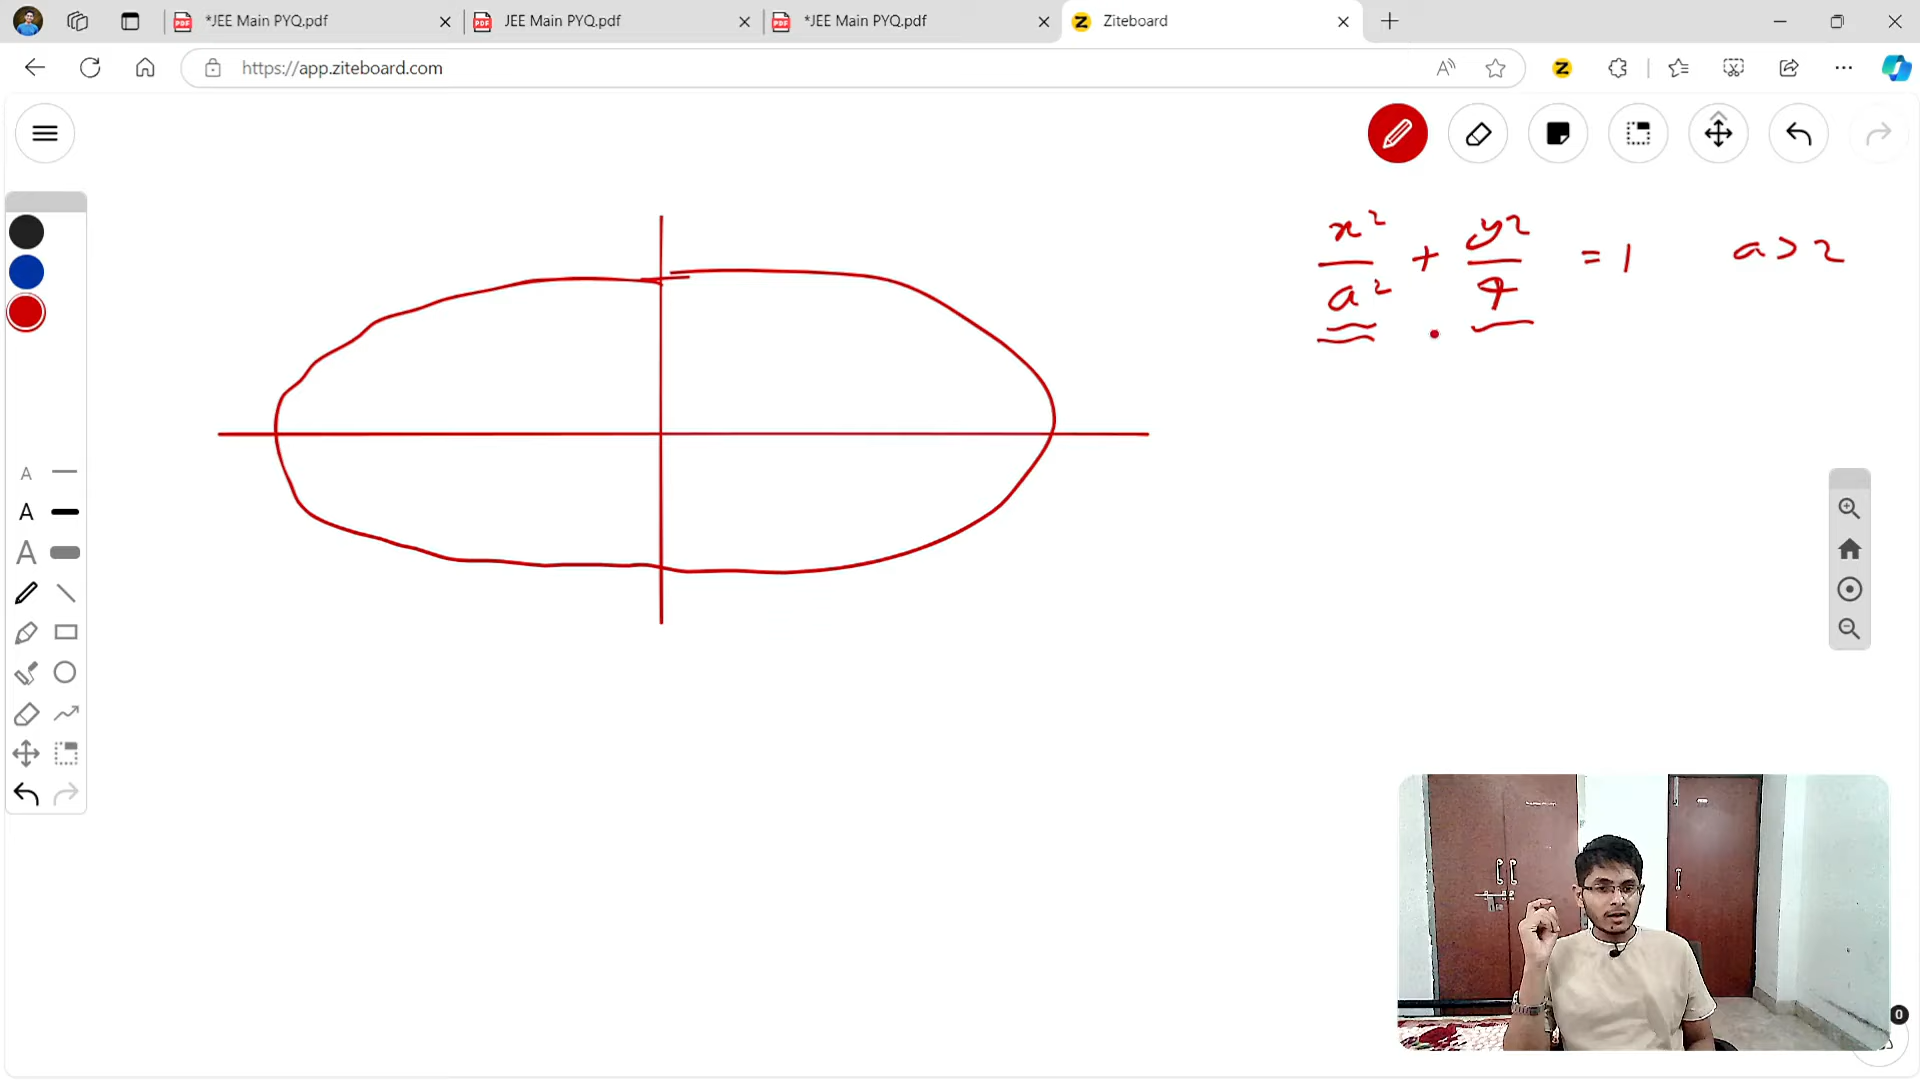 *JEE Main PYQ.pdf
JEE Main PYQ.pdf
*JEE Main PYQ.pdf
Ziteboard
https://app.ziteboard.com
x² / a² + y² / 4 = 1    a > 2
A
A
A
0